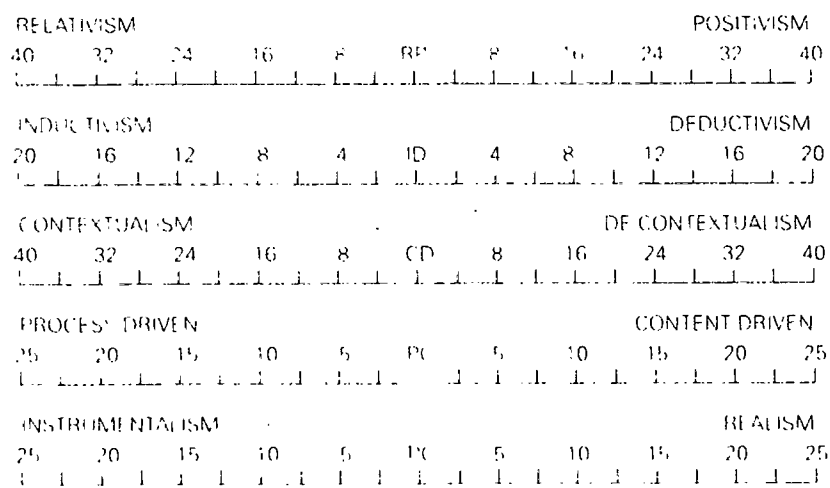 RELATIVISM POSITIVISM
40 32 24 16 8 RP 8 16 24 32 40
INDUCTIVISM DEDUCTIVISM
20 16 12 8 4 ID 4 8 12 16 20
CONTEXTUALISM DECONTEXTUALISM
40 32 24 16 8 CD 8 16 24 32 40
PROCESS DRIVEN CONTENT DRIVEN
25 20 15 10 5 PC 5 10 15 20 25
INSTRUMENTALISM REALISM
25 20 15 10 5 5 10 15 20 25